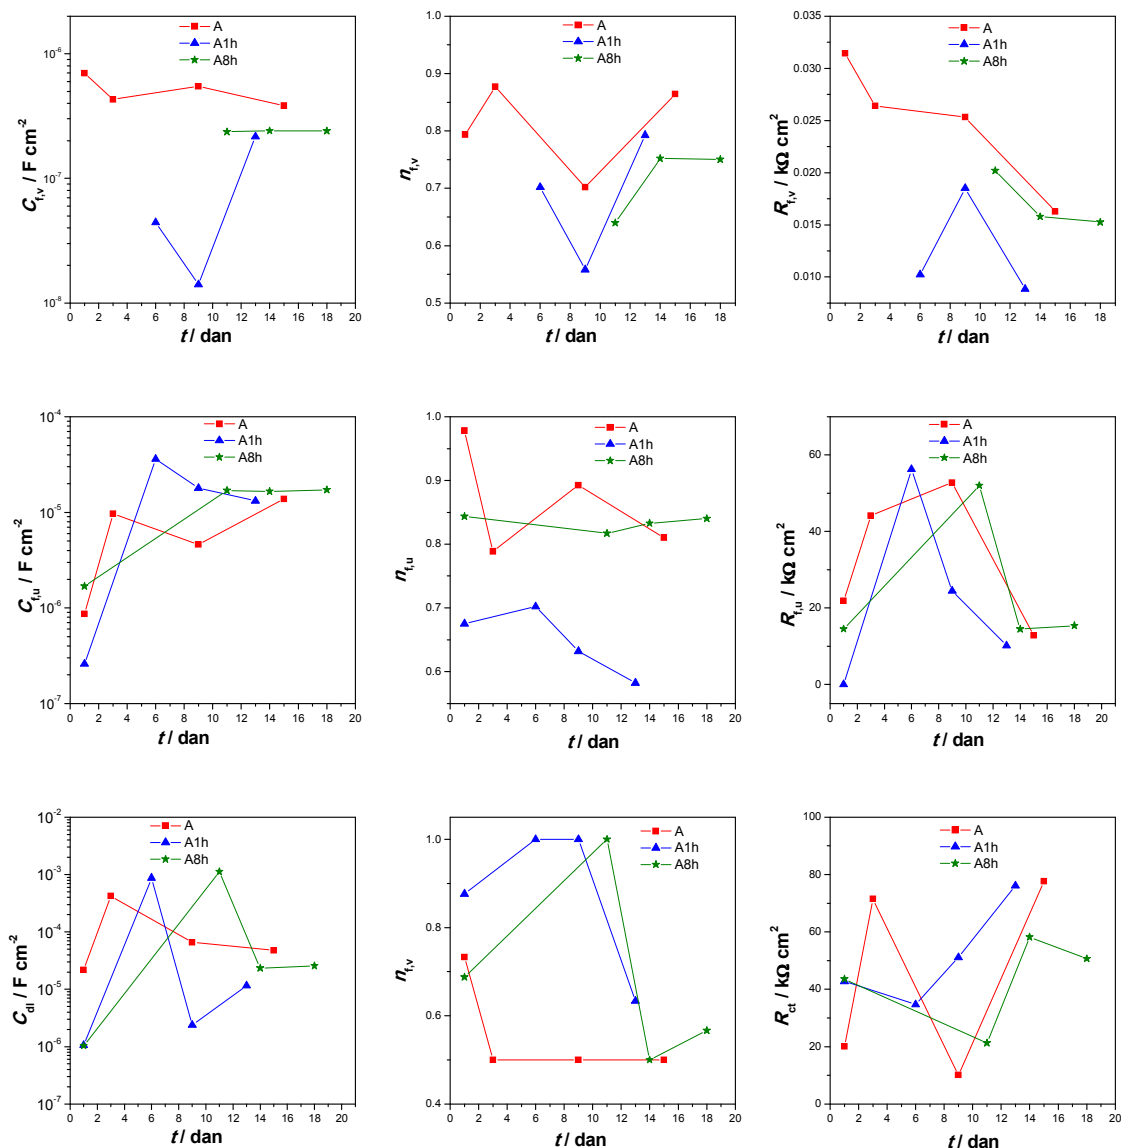 C_f,v / F cm⁻²
10⁻⁶
10⁻⁷
10⁻⁸
A
A1h
A8h
0 2 4 6 8 10 12 14 16 18 20
t / dan
n_f,v
1.0
0.9
0.8
0.7
0.6
0.5
A
A1h
A8h
0 2 4 6 8 10 12 14 16 18
t / dan
R_f,v / kΩ cm²
0.035
0.030
0.025
0.020
0.015
0.010
A
A1h
A8h
0 2 4 6 8 10 12 14 16 18
t / dan
C_f,u / F cm⁻²
10⁻⁴
10⁻⁵
10⁻⁶
10⁻⁷
A
A1h
A8h
0 2 4 6 8 10 12 14 16 18 20
t / dan
n_f,u
1.0
0.9
0.8
0.7
0.6
A
A1h
A8h
0 2 4 6 8 10 12 14 16 18 20
t / dan
R_f,u / kΩ cm²
60
40
20
0
A
A1h
A8h
0 2 4 6 8 10 12 14 16 18 20
t / dan
C_dl / F cm⁻²
10⁻²
10⁻³
10⁻⁴
10⁻⁵
10⁻⁶
10⁻⁷
A
A1h
A8h
0 2 4 6 8 10 12 14 16 18 20
t / dan
n_f,v
1.0
0.8
0.6
0.4
A
A1h
A8h
0 2 4 6 8 10 12 14 16 18 20
t / dan
R_ct / kΩ cm²
100
80
60
40
20
0
A
A1h
A8h
0 2 4 6 8 10 12 14 16 18 20
t / dan